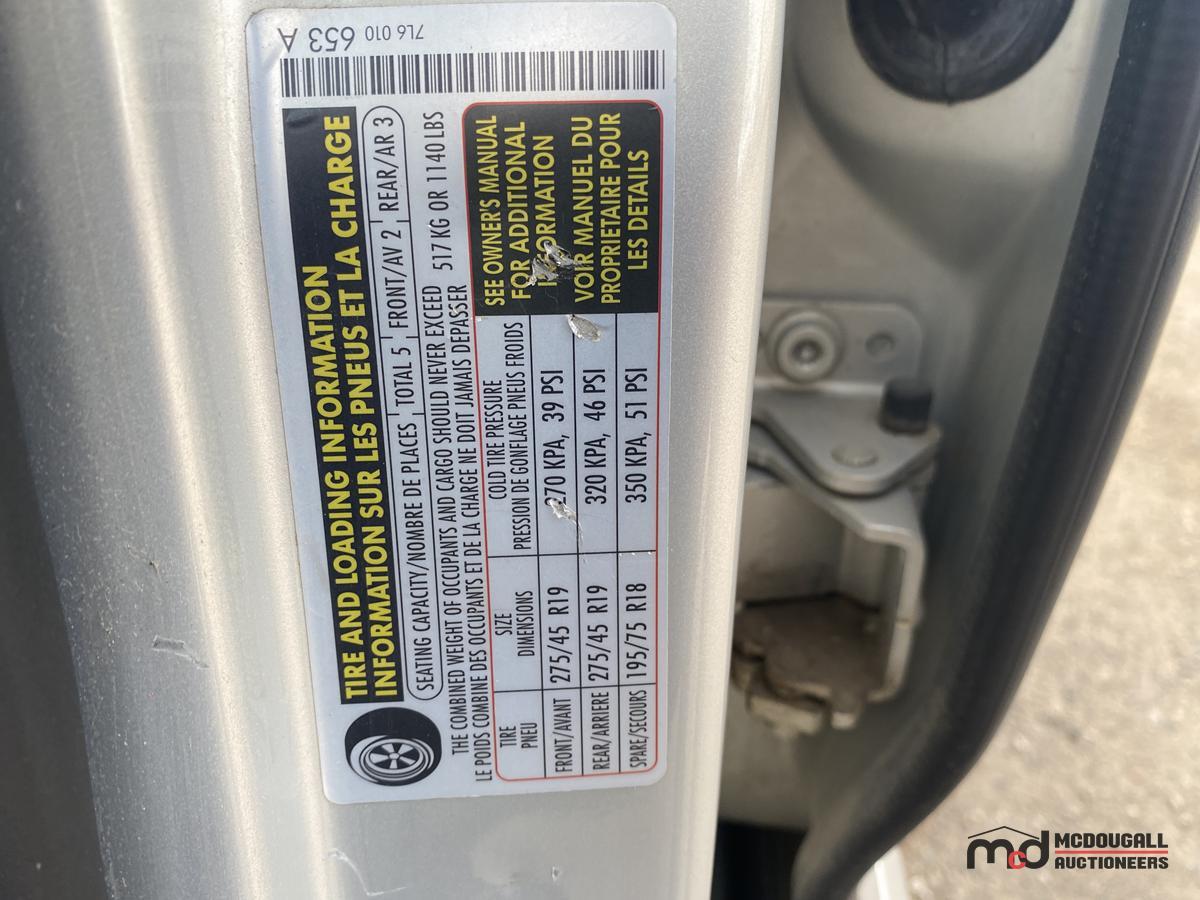 7L6 010 653 A
TIRE AND LOADING INFORMATION
INFORMATION SUR LES PNEUS ET LA CHARGE
SEATING CAPACITY/NOMBRE DE PLACES TOTAL 5 FRONT/AV 2 REAR/AR 3
THE COMBINED WEIGHT OF OCCUPANTS AND CARGO SHOULD NEVER EXCEED 517 KG OR 1140 LBS
LE POIDS COMBINE DES OCCUPANTS ET DE LA CHARGE NE DOIT JAMAIS DEPASSER
TIRE SIZE COLD TIRE PRESSURE
PNEU DIMENSIONS PRESSION DE GONFLAGE PNEUS FROIDS
FRONT/AVANT 275/45 R19 270 KPA, 39 PSI
REAR/ARRIERE 275/45 R19 320 KPA, 46 PSI
SPARE/SECOURS 195/75 R18 350 KPA, 51 PSI
SEE OWNER'S MANUAL
FOR ADDITIONAL
INFORMATION
VOIR MANUEL DU
PROPRIETAIRE POUR
LES DETAILS
mcd MCDOUGALL
AUCTIONEERS